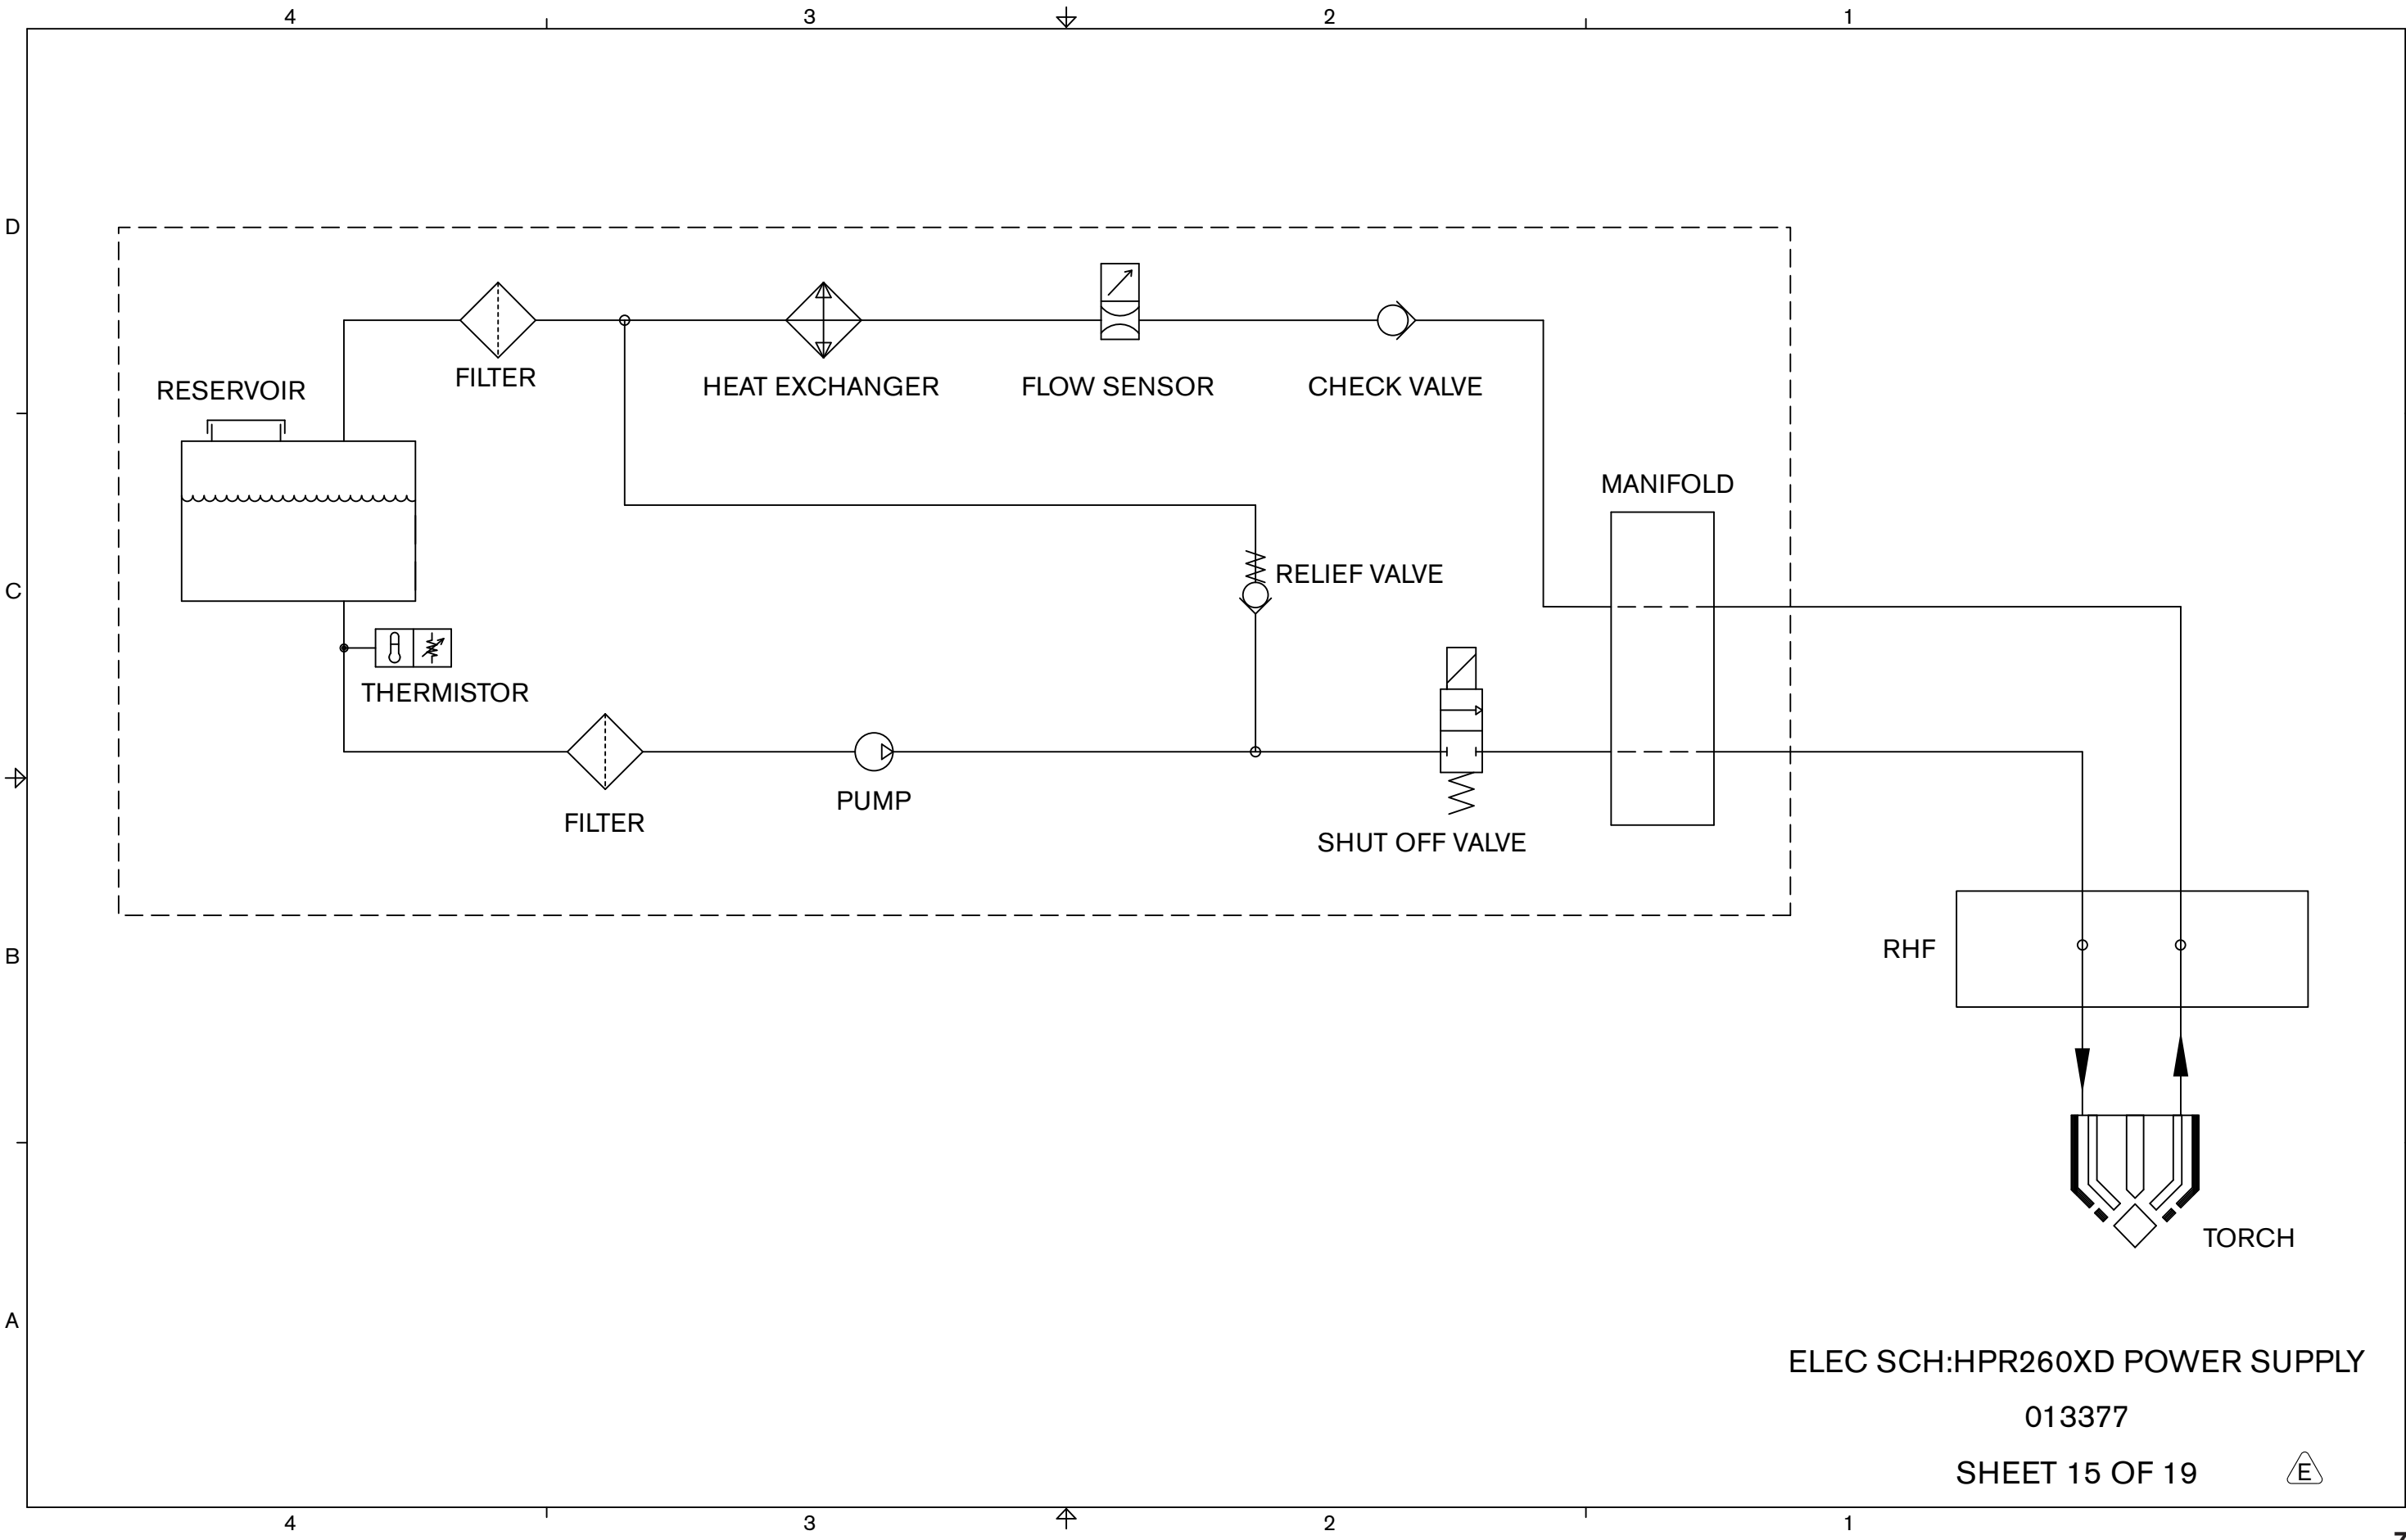 4 3 2 1
D
FILTER
HEAT EXCHANGER
FLOW SENSOR
CHECK VALVE
RESERVOIR
MANIFOLD
RELIEF VALVE
C
THERMISTOR
PUMP
FILTER
SHUT OFF VALVE
B
RHF
TORCH
A
ELEC SCH:HPR260XD POWER SUPPLY
013377
SHEET 15 OF 19
E
4 3 2 1